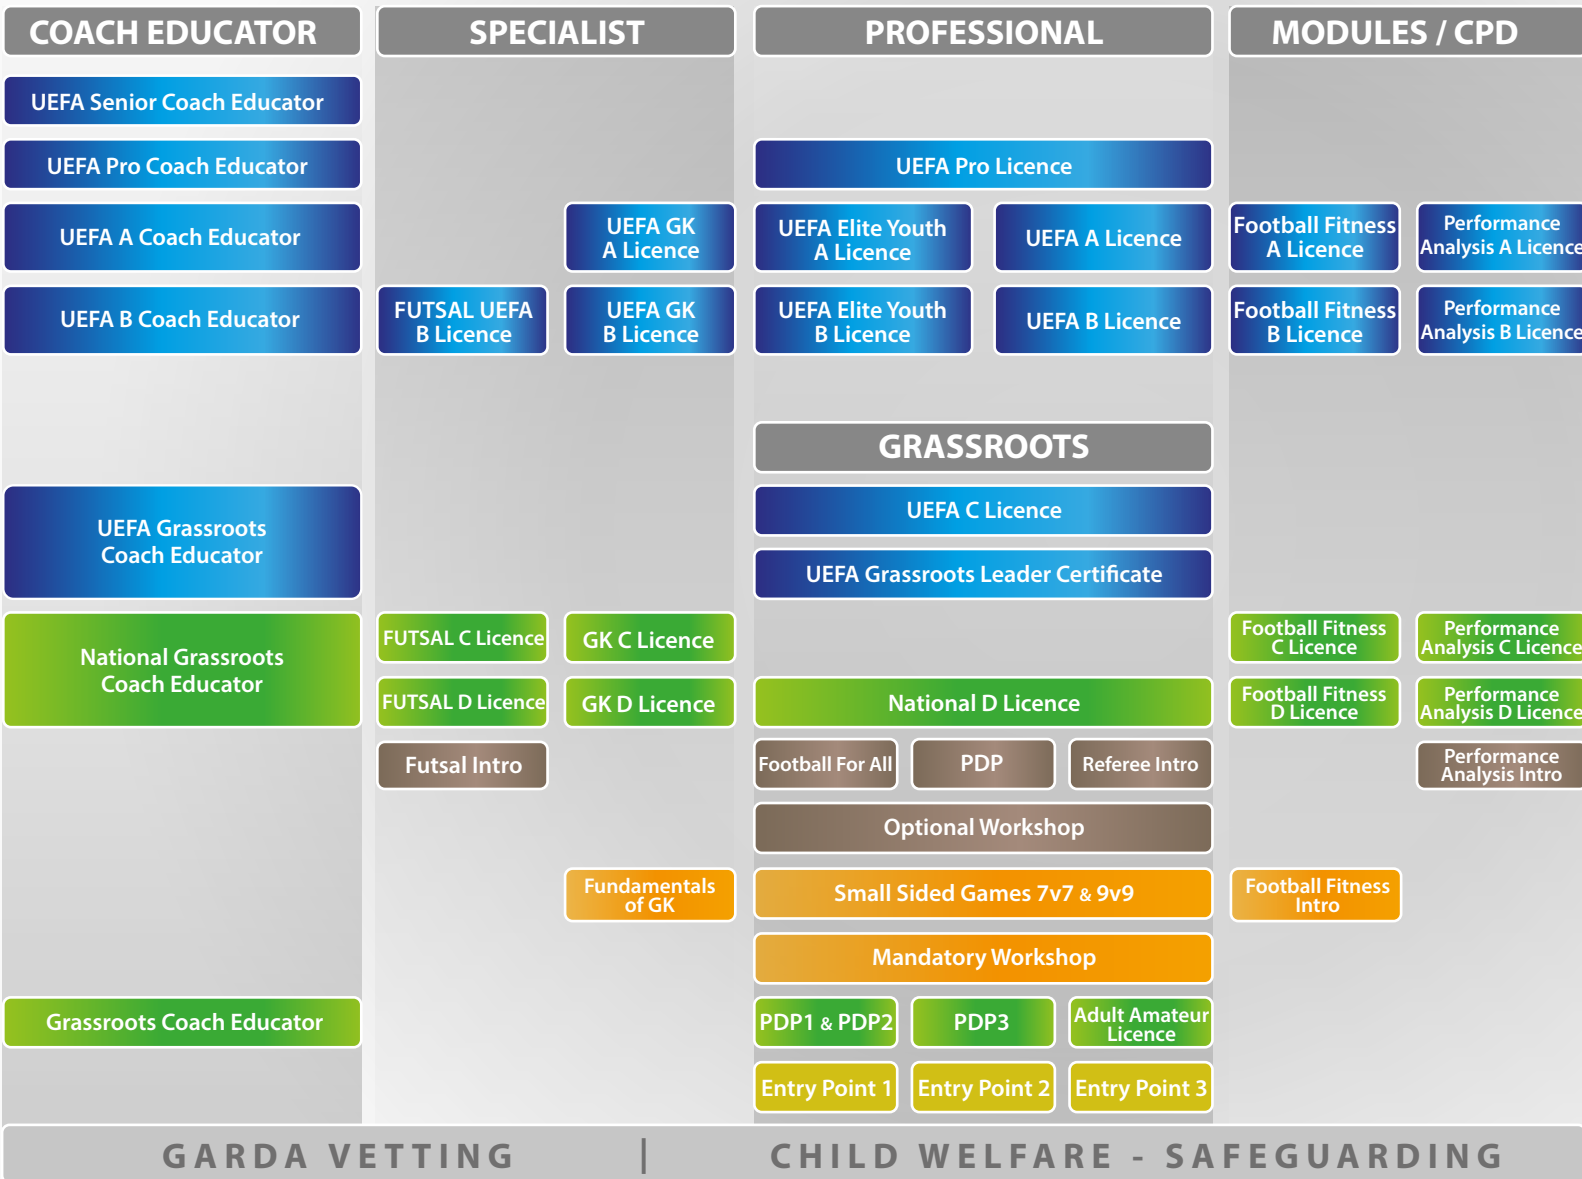 COACH EDUCATOR
SPECIALIST
PROFESSIONAL
MODULES / CPD
UEFA Senior Coach Educator
UEFA Pro Coach Educator
UEFA Pro Licence
UEFA A Coach Educator
UEFA GK
A Licence
UEFA Elite Youth
A Licence
UEFA A Licence
Football Fitness
A Licence
Performance
Analysis A Licence
UEFA B Coach Educator
FUTSAL UEFA
B Licence
UEFA GK
B Licence
UEFA Elite Youth
B Licence
UEFA B Licence
Football Fitness
B Licence
Performance
Analysis B Licence
GRASSROOTS
UEFA Grassroots
Coach Educator
UEFA C Licence
UEFA Grassroots Leader Certificate
National Grassroots
Coach Educator
FUTSAL C Licence
GK C Licence
Football Fitness
C Licence
Performance
Analysis C Licence
FUTSAL D Licence
GK D Licence
National D Licence
Football Fitness
D Licence
Performance
Analysis D Licence
Futsal Intro
Football For All
PDP
Referee Intro
Performance
Analysis Intro
Optional Workshop
Fundamentals
of GK
Small Sided Games 7v7 & 9v9
Football Fitness
Intro
Mandatory Workshop
Grassroots Coach Educator
PDP1 & PDP2
PDP3
Adult Amateur
Licence
Entry Point 1
Entry Point 2
Entry Point 3
GARDA VETTING | CHILD WELFARE - SAFEGUARDING